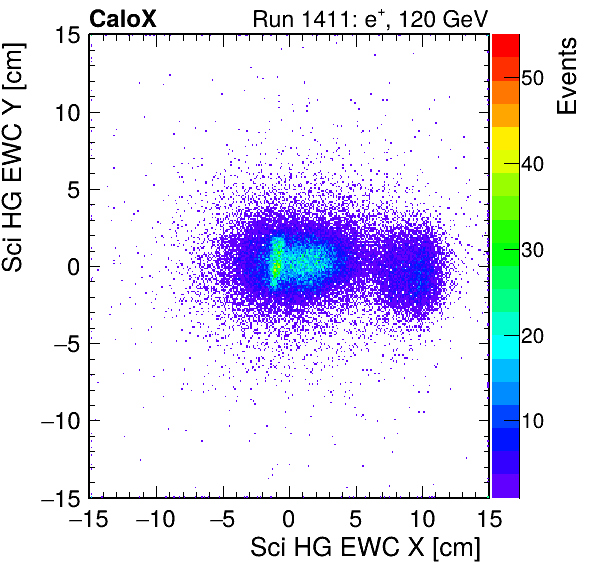 CaloX Run 1411: e⁺, 120 GeV
Sci HG EWC Y [cm]
15
10
5
0
−5
−10
−15
−15 −10 −5 0 5 10 15
Sci HG EWC X [cm]
Events
50
40
30
20
10